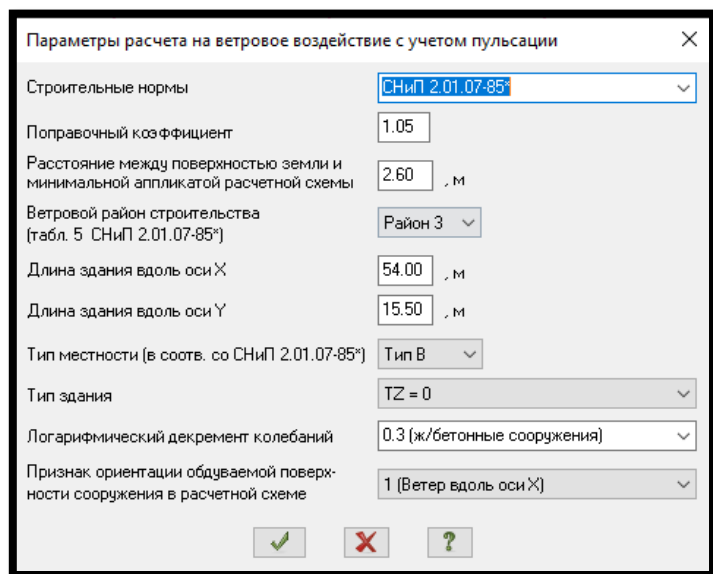 Параметры расчета на ветровое воздействие с учетом пульсации
Строительные нормы
СНиП 2.01.07-85*
Поправочный коэффициент
1.05
Расстояние между поверхностью земли и
минимальной аппликатой расчетной схемы
2.60 , м
Ветровой район строительства
(табл. 5 СНиП 2.01.07-85*)
Район 3
Длина здания вдоль оси X
54.00 , м
Длина здания вдоль оси Y
15.50 , м
Тип местности (в соотв. со СНиП 2.01.07-85*)
Тип B
Тип здания
TZ = 0
Логарифмический декремент колебаний
0.3 (ж/бетонные сооружения)
Признак ориентации обдуваемой поверх-
ности сооружения в расчетной схеме
1 (Ветер вдоль оси X)
?